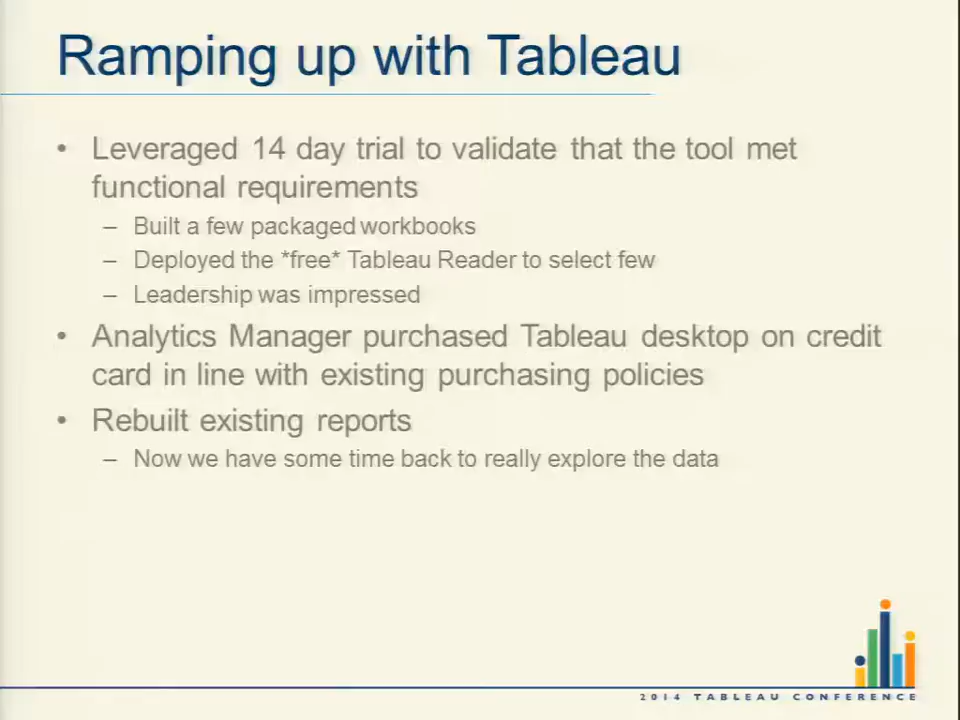 Ramping up with Tableau
• Leveraged 14 day trial to validate that the tool met
functional requirements
– Built a few packaged workbooks
– Deployed the *free* Tableau Reader to select few
– Leadership was impressed
• Analytics Manager purchased Tableau desktop on credit
card in line with existing purchasing policies
• Rebuilt existing reports
– Now we have some time back to really explore the data
2014 TABLEAU CONFERENCE